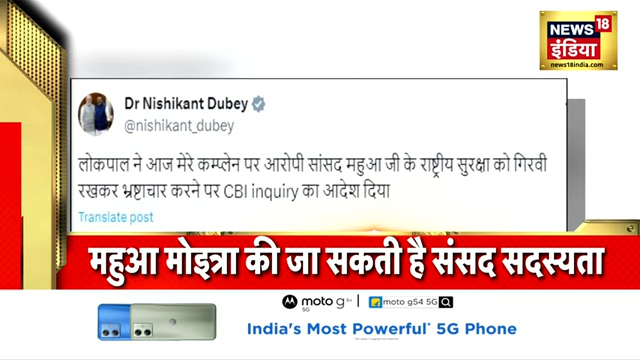 NEWS 18
इंडिया
news18india.com
Dr Nishikant Dubey
@nishikant_dubey
लोकपाल ने आज मेरे कम्प्लेन पर आरोपी सांसद महुआ जी के राष्ट्रीय सुरक्षा को गिरवी
रखकर भ्रष्टाचार करने पर CBI inquiry का आदेश दिया
Translate post
महुआ मोइत्रा की जा सकती है संसद सदस्यता
moto g54 5G
moto g54 5G
India's Most Powerful* 5G Phone